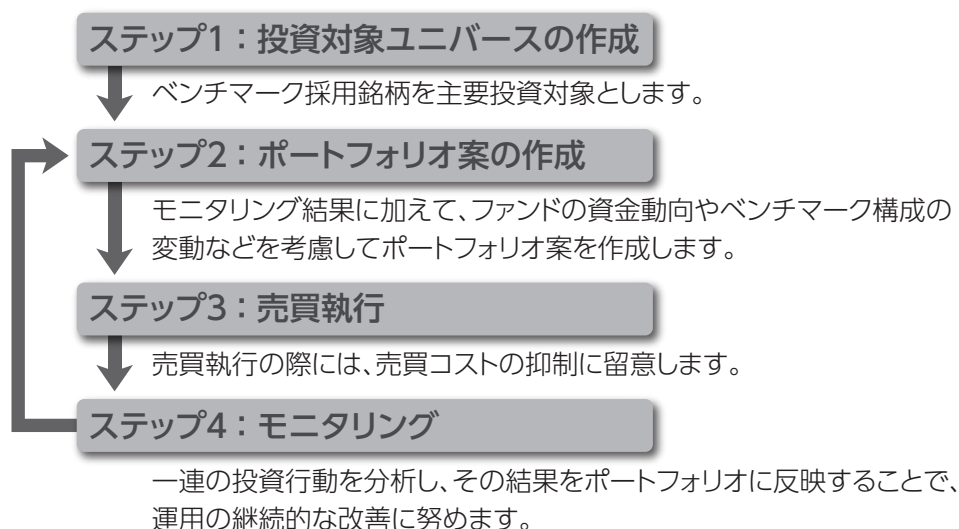 ステップ1：投資対象ユニバースの作成
ベンチマーク採用銘柄を主要投資対象とします。
ステップ2：ポートフォリオ案の作成
モニタリング結果に加えて、ファンドの資金動向やベンチマーク構成の
変動などを考慮してポートフォリオ案を作成します。
ステップ3：売買執行
売買執行の際には、売買コストの抑制に留意します。
ステップ4：モニタリング
一連の投資行動を分析し、その結果をポートフォリオに反映することで、
運用の継続的な改善に努めます。